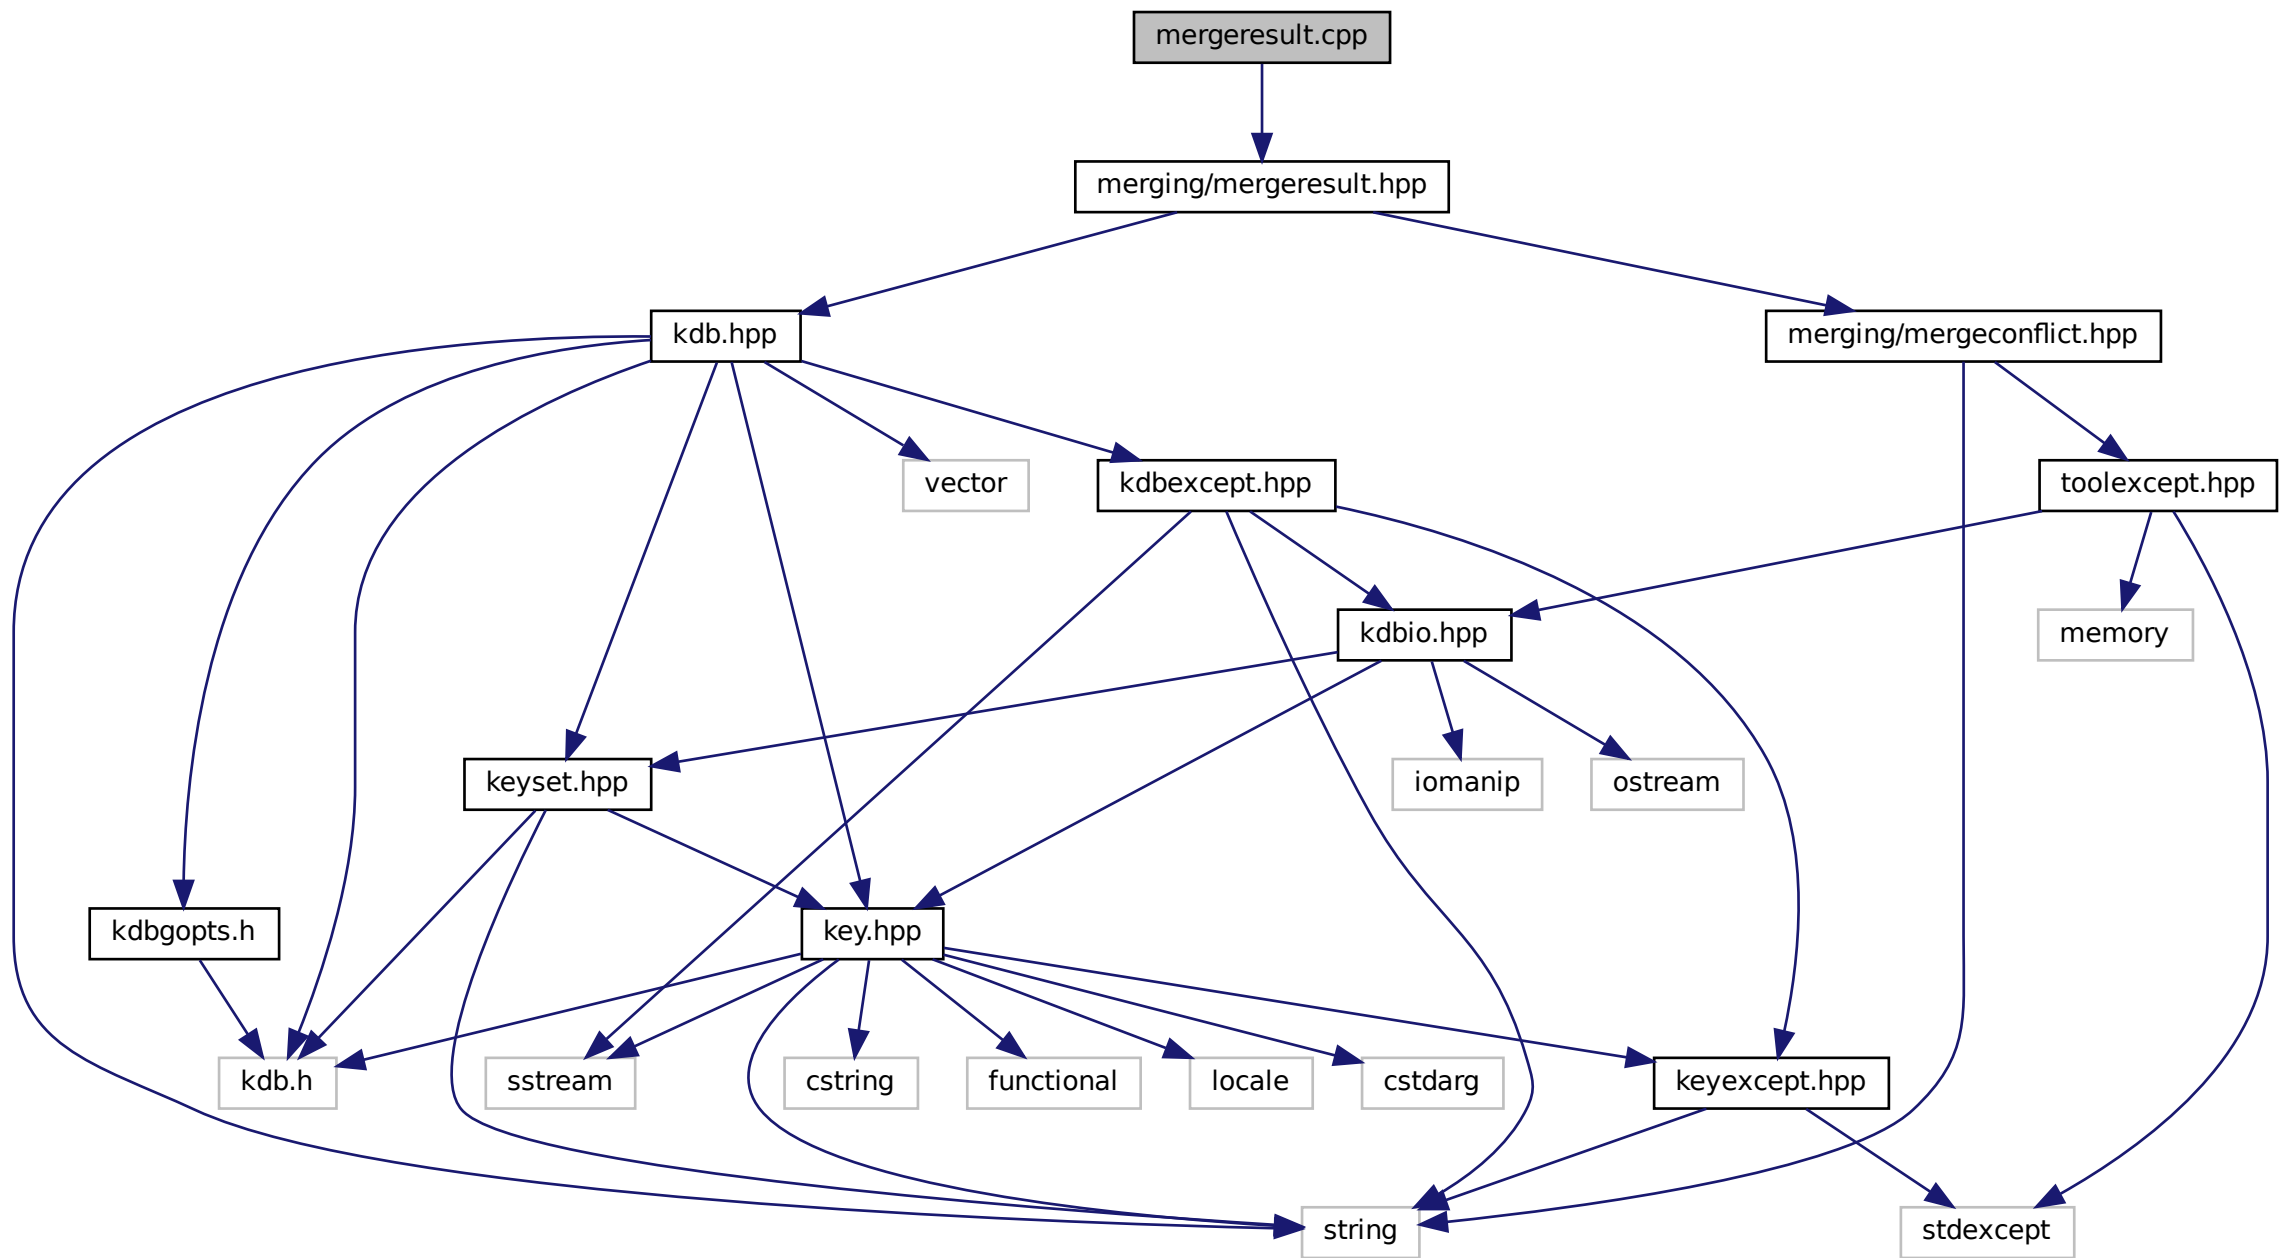 mergeresult.cpp
merging/mergeresult.hpp
kdb.hpp
merging/mergeconflict.hpp
vector
kdbexcept.hpp
toolexcept.hpp
kdbio.hpp
memory
keyset.hpp
iomanip
ostream
kdbgopts.h
key.hpp
kdb.h
sstream
cstring
functional
locale
cstdarg
keyexcept.hpp
string
stdexcept